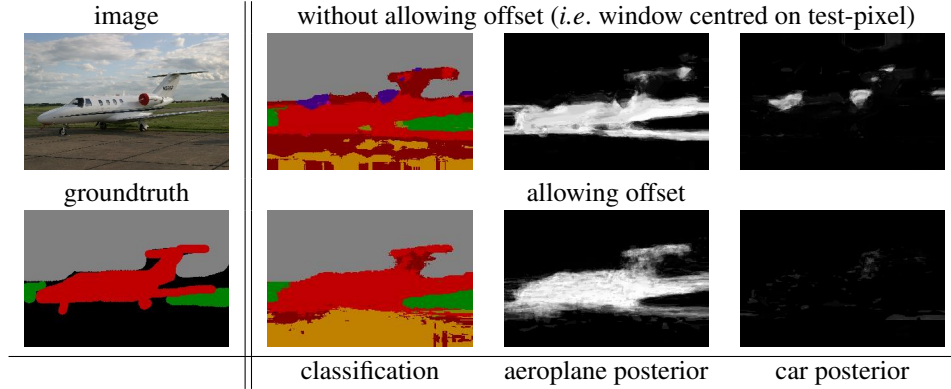 image
without allowing offset (i.e. window centred on test-pixel)
groundtruth
allowing offset
classification
aeroplane posterior
car posterior